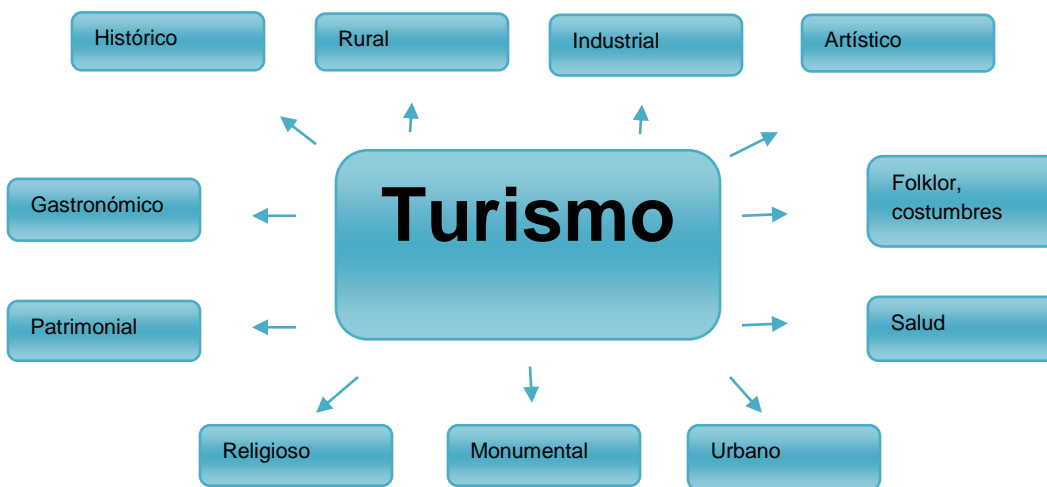 Histórico
Rural
Industrial
Artístico
Turismo
Gastronómico
Folklor,
costumbres
Patrimonial
Salud
Religioso
Monumental
Urbano